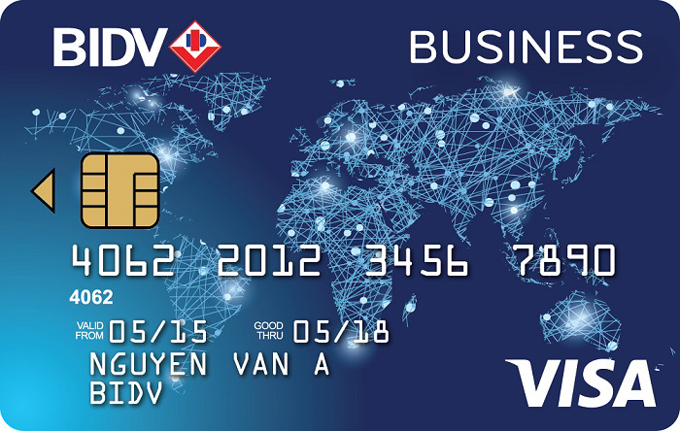 BIDV BUSINESS
4062 2012 3456 7890
4062
VALID FROM 05/15 GOOD THRU 05/18
NGUYEN VAN A
BIDV
VISA